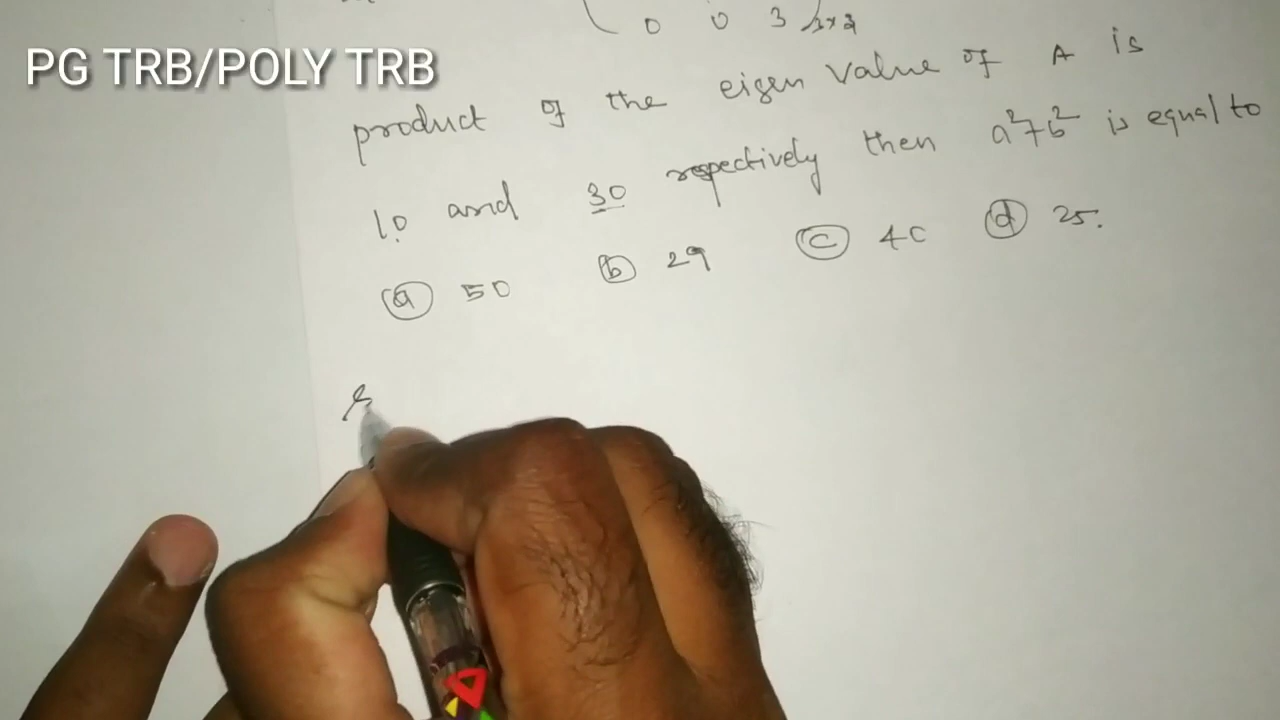 PG TRB/POLY TRB
0 0 3 3x3
product of the eigen value of A is
10 and 30 respectively then a²+b² is equal to
(a) 50 (b) 29 (c) 40 (d) 25.